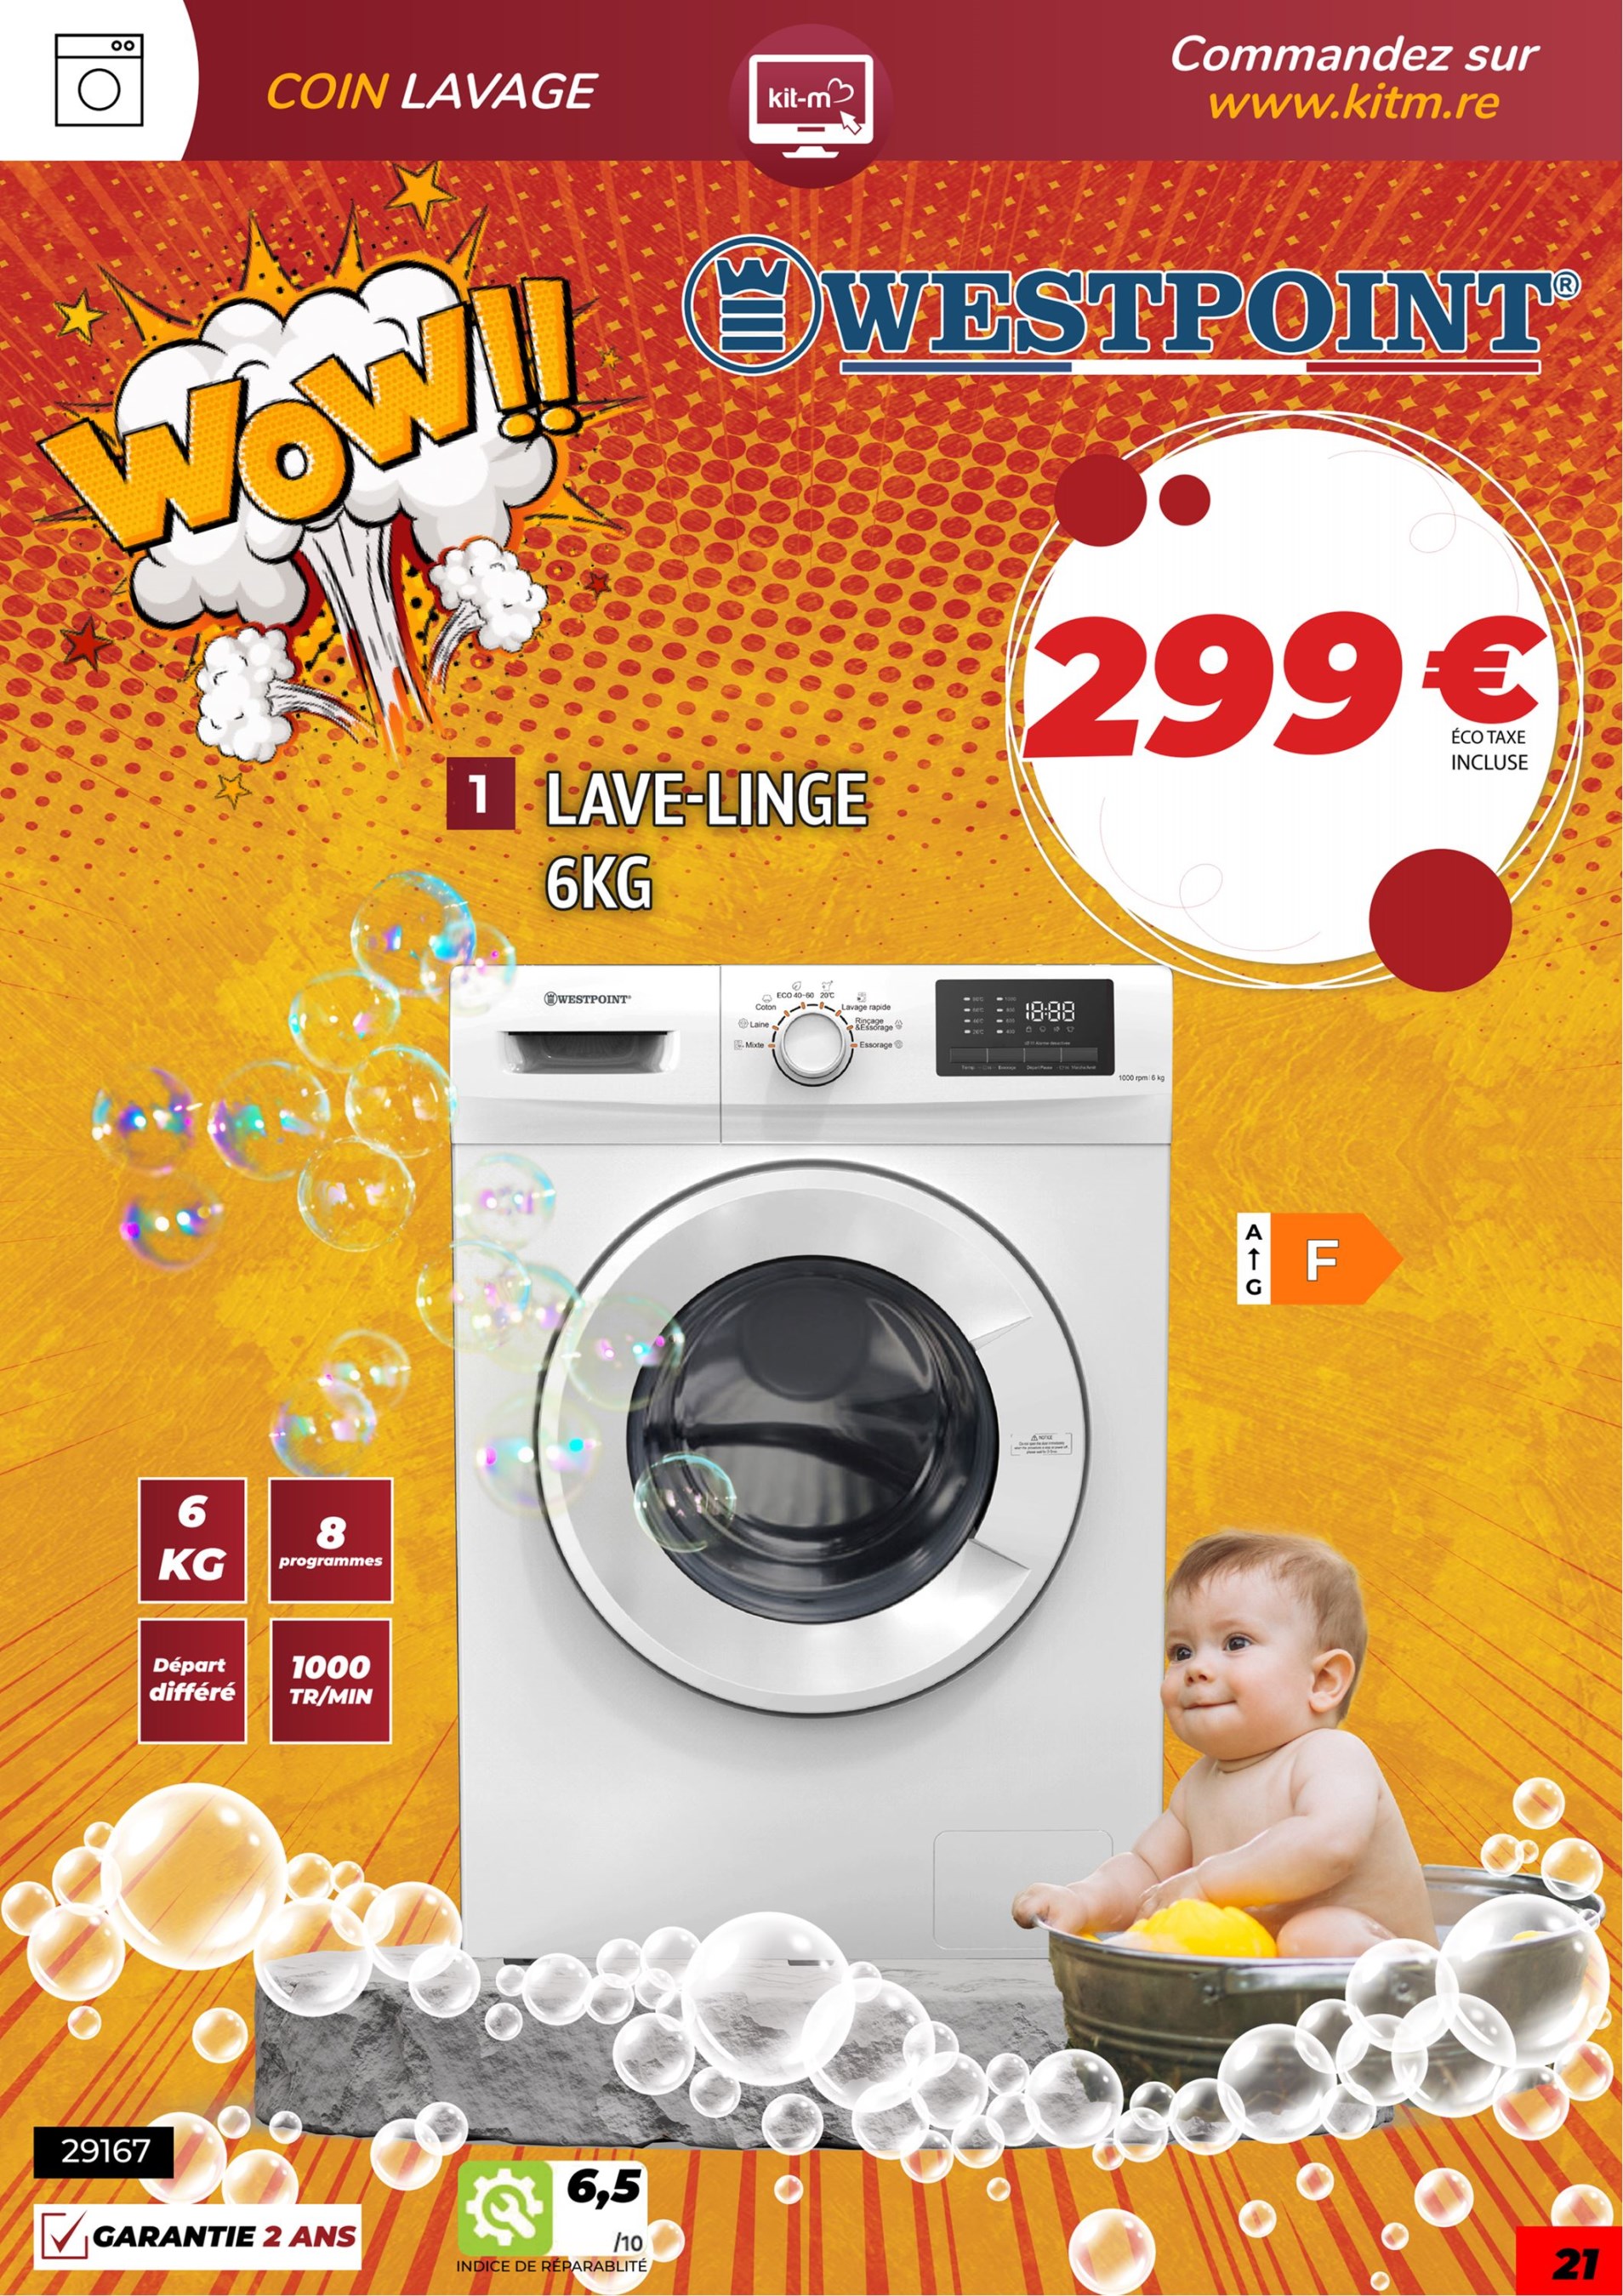 COIN LAVAGE
kit-m
Commandez sur
www.kitm.re
WOW!!
WESTPOINT®
299 €
ÉCO TAXE
INCLUSE
1 LAVE-LINGE
6KG
WESTPOINT®
ECO 40-60 20℃
Coton Lavage rapide
Laine Rinçage
&Essorage
Mixte Essorage
18:88
1000 rpm | 6 kg
A
↑
G
F
NOTICE
6
KG
8
programmes
Départ
différé
1000
TR/MIN
29167
GARANTIE 2 ANS
6,5
/10
INDICE DE RÉPARABLITÉ
21